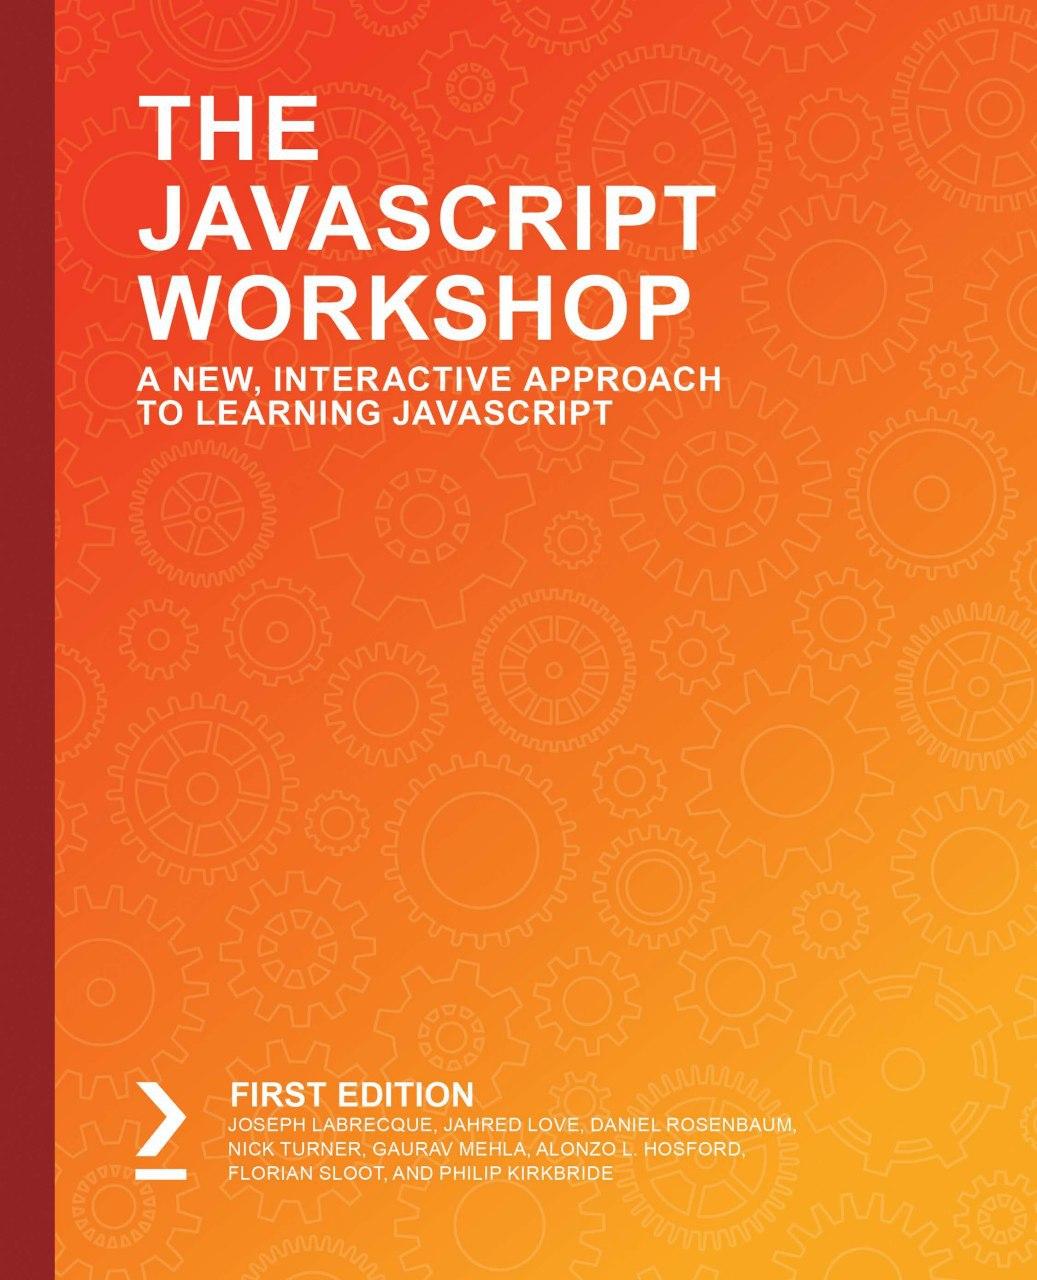 THE
JAVASCRIPT
WORKSHOP
A NEW, INTERACTIVE APPROACH
TO LEARNING JAVASCRIPT
FIRST EDITION
JOSEPH LABRECQUE, JAHRED LOVE, DANIEL ROSENBAUM,
NICK TURNER, GAURAV MEHLA, ALONZO L. HOSFORD,
FLORIAN SLOOT, AND PHILIP KIRKBRIDE